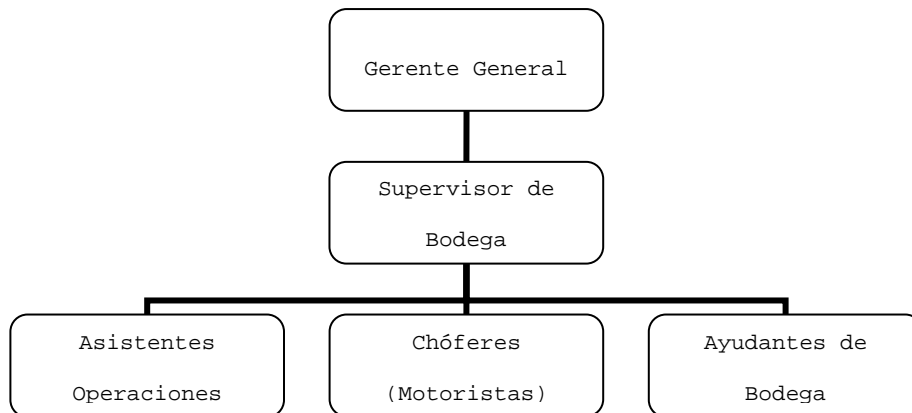 Gerente General
Supervisor de
Bodega
Asistentes
Operaciones
Chóferes
(Motoristas)
Ayudantes de
Bodega